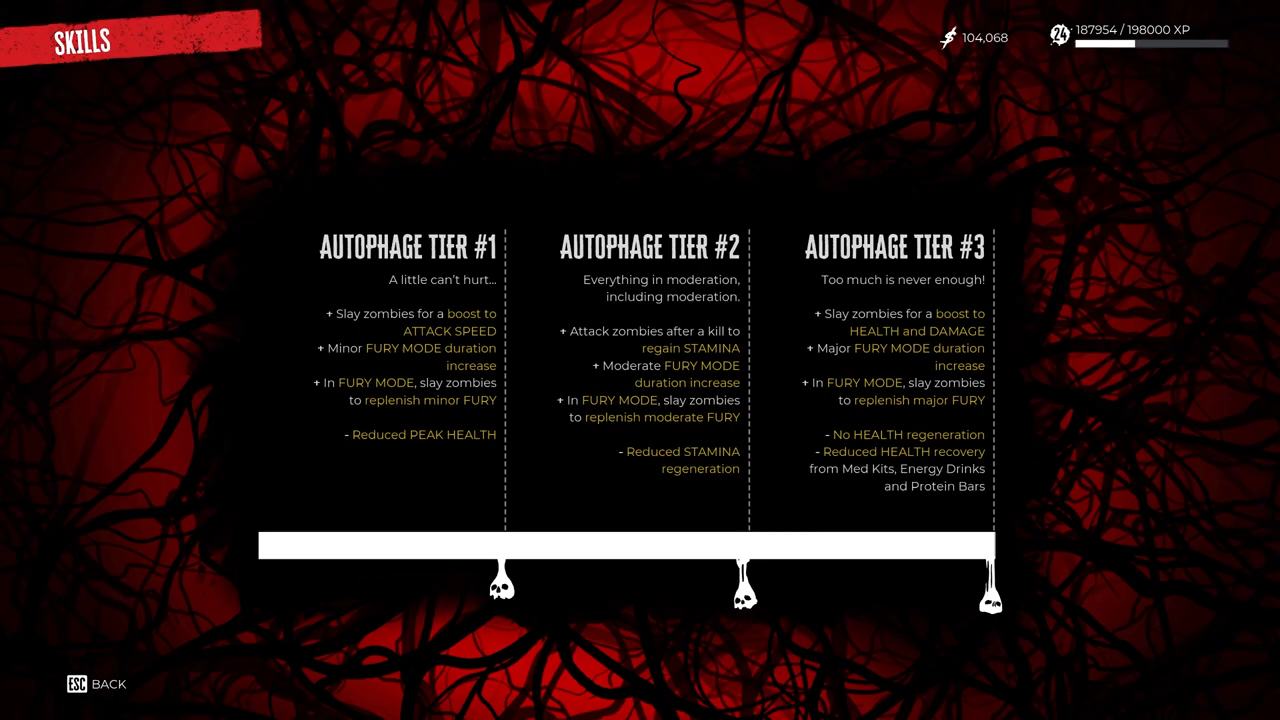 SKILLS
104,068
24
187954 / 198000 XP
AUTOPHAGE TIER #1
A little can't hurt...
+ Slay zombies for a boost to
ATTACK SPEED
+ Minor FURY MODE duration
increase
+ In FURY MODE, slay zombies
to replenish minor FURY
- Reduced PEAK HEALTH
AUTOPHAGE TIER #2
Everything in moderation,
including moderation.
+ Attack zombies after a kill to
regain STAMINA
+ Moderate FURY MODE
duration increase
+ In FURY MODE, slay zombies
to replenish moderate FURY
- Reduced STAMINA
regeneration
AUTOPHAGE TIER #3
Too much is never enough!
+ Slay zombies for a boost to
HEALTH and DAMAGE
+ Major FURY MODE duration
increase
+ In FURY MODE, slay zombies
to replenish major FURY
- No HEALTH regeneration
- Reduced HEALTH recovery
from Med Kits, Energy Drinks
and Protein Bars
ESC BACK